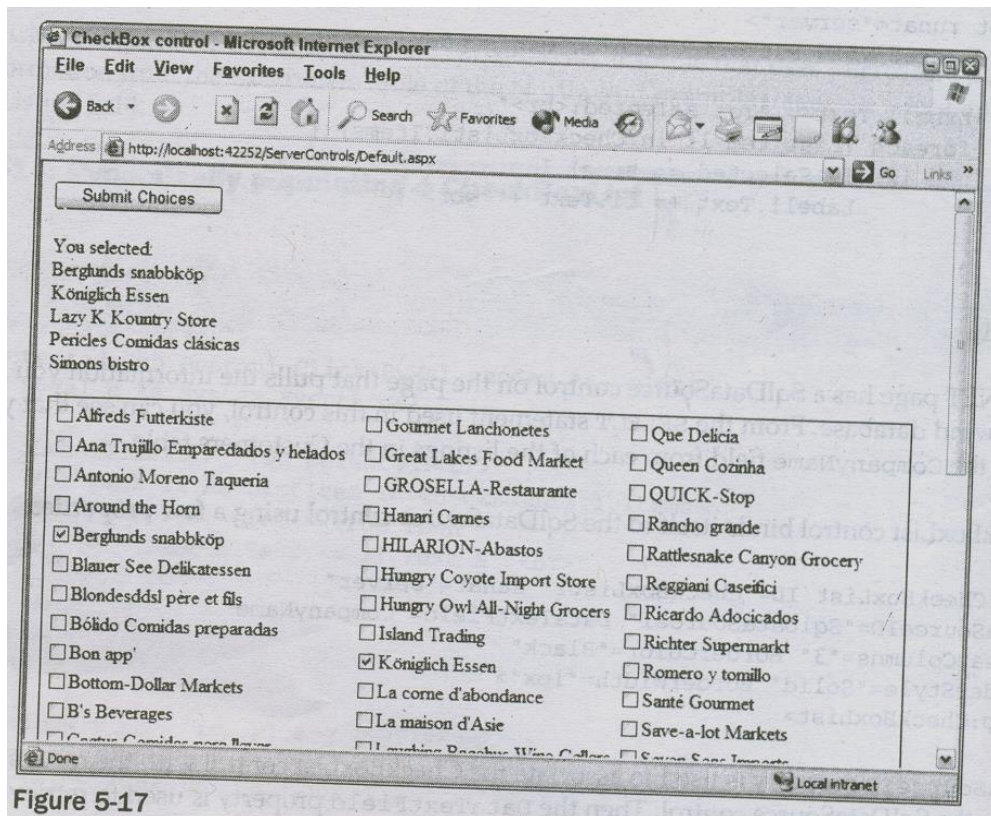 CheckBox control - Microsoft Internet Explorer
File Edit View Favorites Tools Help
Back Search Favorites Media
Address http://localhost:42252/ServerControls/Default.aspx Go Links »
Submit Choices
You selected:
Berglunds snabbköp
Königlich Essen
Lazy K Kountry Store
Pericles Comidas clásicas
Simons bistro
Alfreds Futterkiste
Ana Trujillo Emparedados y helados
Antonio Moreno Taqueria
Around the Horn
Berglunds snabbköp
Blauer See Delikatessen
Blondesddsl père et fils
Bólido Comidas preparadas
Bon app'
Bottom-Dollar Markets
B's Beverages
Gourmet Lanchonetes
Great Lakes Food Market
GROSELLA-Restaurante
Hanari Carnes
HILARION-Abastos
Hungry Coyote Import Store
Hungry Owl All-Night Grocers
Island Trading
Königlich Essen
La corne d'abondance
La maison d'Asie
Que Delícia
Queen Cozinha
QUICK-Stop
Rancho grande
Rattlesnake Canyon Grocery
Reggiani Caseifici
Ricardo Adocicados
Richter Supermarkt
Romero y tomillo
Santé Gourmet
Save-a-lot Markets
Done
Local intranet
Figure 5-17